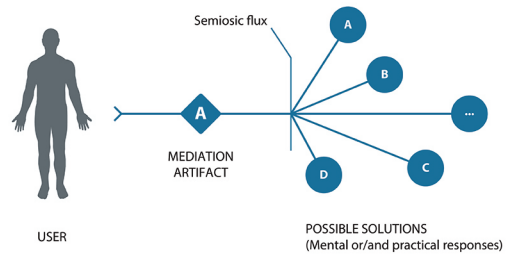 Semiosic flux
A
B
A
...
MEDIATION
ARTIFACT
D
C
USER
POSSIBLE SOLUTIONS
(Mental or/and practical responses)